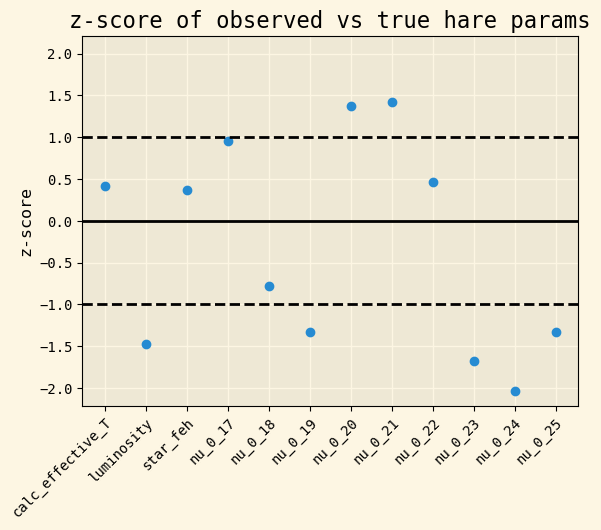 z-score of observed vs true hare params
z-score
2.0
1.5
1.0
0.5
0.0
−0.5
−1.0
−1.5
−2.0
calc_effective_T
luminosity
star_feh
nu_0_17
nu_0_18
nu_0_19
nu_0_20
nu_0_21
nu_0_22
nu_0_23
nu_0_24
nu_0_25